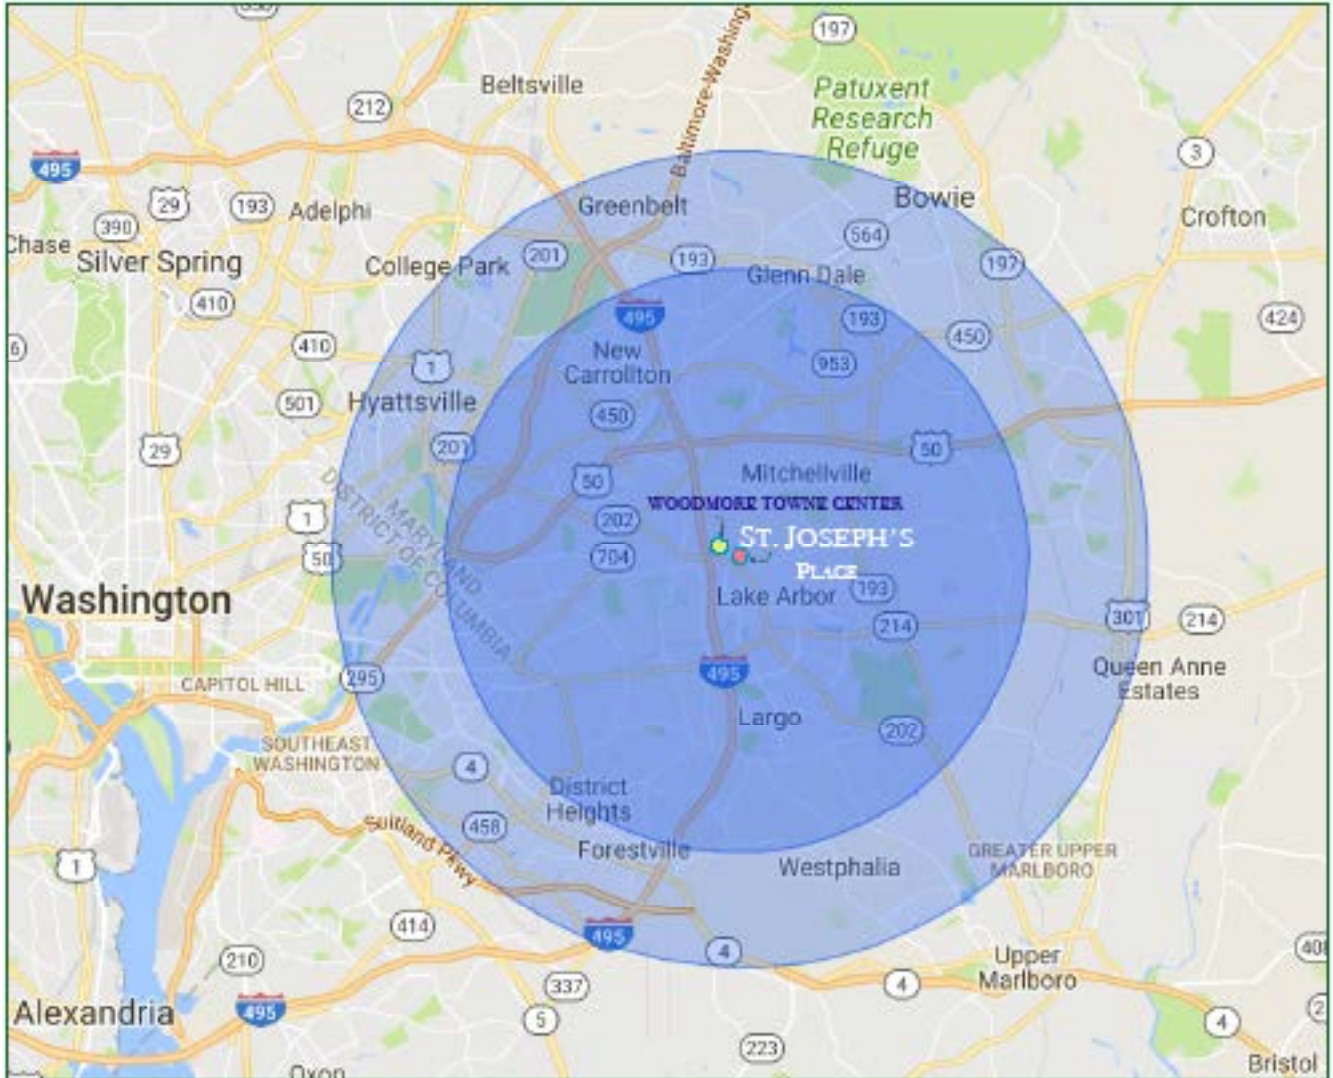 197
Beltsville
Baltimore-Washing
212
Patuxent
Research
Refuge
3
495
29
193
Adelphi
Greenbelt
Bowie
Crofton
390
Chase
Silver Spring
College Park
201
193
564
197
Glenn Dale
410
495
193
424
450
6
410
1
New
Carrollton
953
501
Hyattsville
450
29
201
50
50
Mitchellville
WOODMORE TOWNE CENTER
1
202
DISTRICT OF COLUMBIA
MARYLAND
ST. JOSEPH'S
PLACE
50
704
Washington
Lake Arbor
193
214
301
214
495
295
CAPITOL HILL
Queen Anne
Estates
Largo
202
SOUTHEAST
WASHINGTON
4
District
Heights
458
Suitland Pkwy
Forestville
Westphalia
GREATER UPPER
MARLBORO
1
414
495
4
210
Upper
Marlboro
408
337
4
495
Alexandria
5
4
2
223
Bristol
Oxon